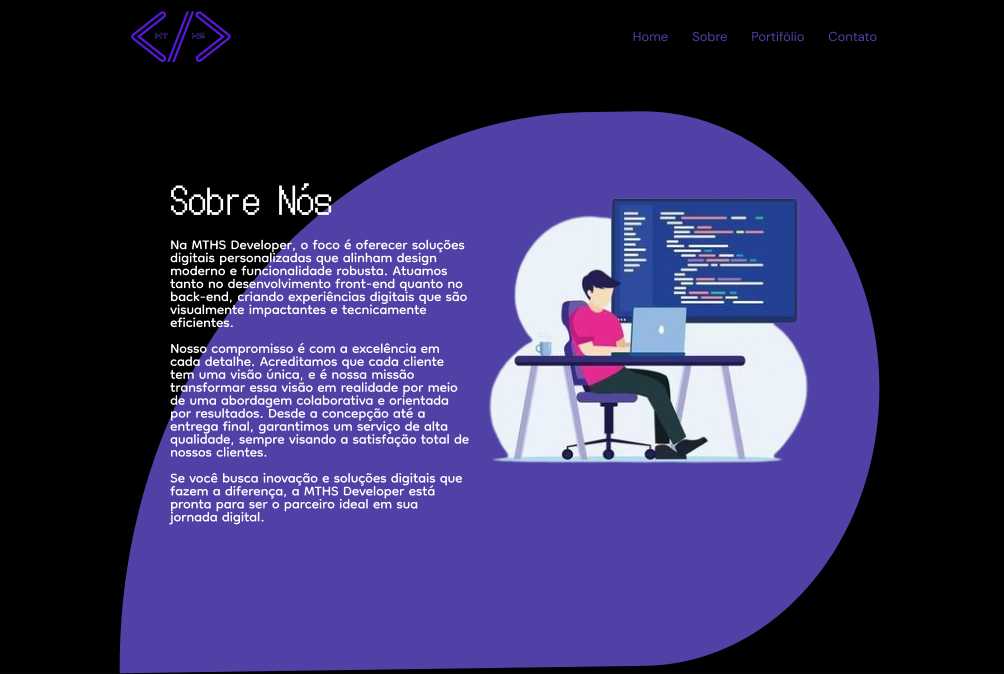 MT HS
Home Sobre Portifólio Contato
Sobre Nós
Na MTHS Developer, o foco é oferecer soluções
digitais personalizadas que alinham design
moderno e funcionalidade robusta. Atuamos
tanto no desenvolvimento front-end quanto no
back-end, criando experiências digitais que são
visualmente impactantes e tecnicamente
eficientes.
Nosso compromisso é com a excelência em
cada detalhe. Acreditamos que cada cliente
tem uma visão única, e é nossa missão
transformar essa visão em realidade por meio
de uma abordagem colaborativa e orientada
por resultados. Desde a concepção até a
entrega final, garantimos um serviço de alta
qualidade, sempre visando a satisfação total de
nossos clientes.
Se você busca inovação e soluções digitais que
fazem a diferença, a MTHS Developer está
pronta para ser o parceiro ideal em sua
jornada digital.